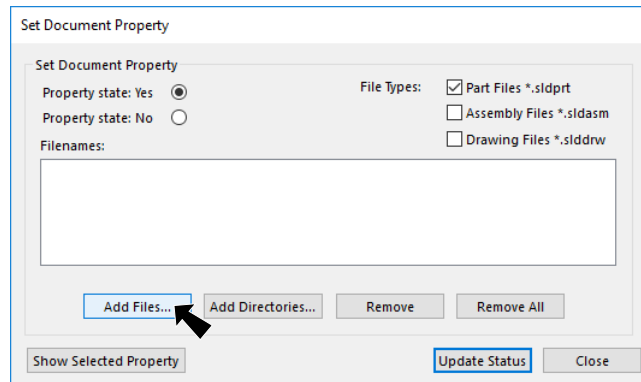 Set Document Property
Set Document Property
Property state: Yes
File Types:
Part Files *.sldprt
Property state: No
Assembly Files *.sldasm
Drawing Files *.slddrw
Filenames:
Add Files...
Add Directories...
Remove
Remove All
Show Selected Property
Update Status
Close